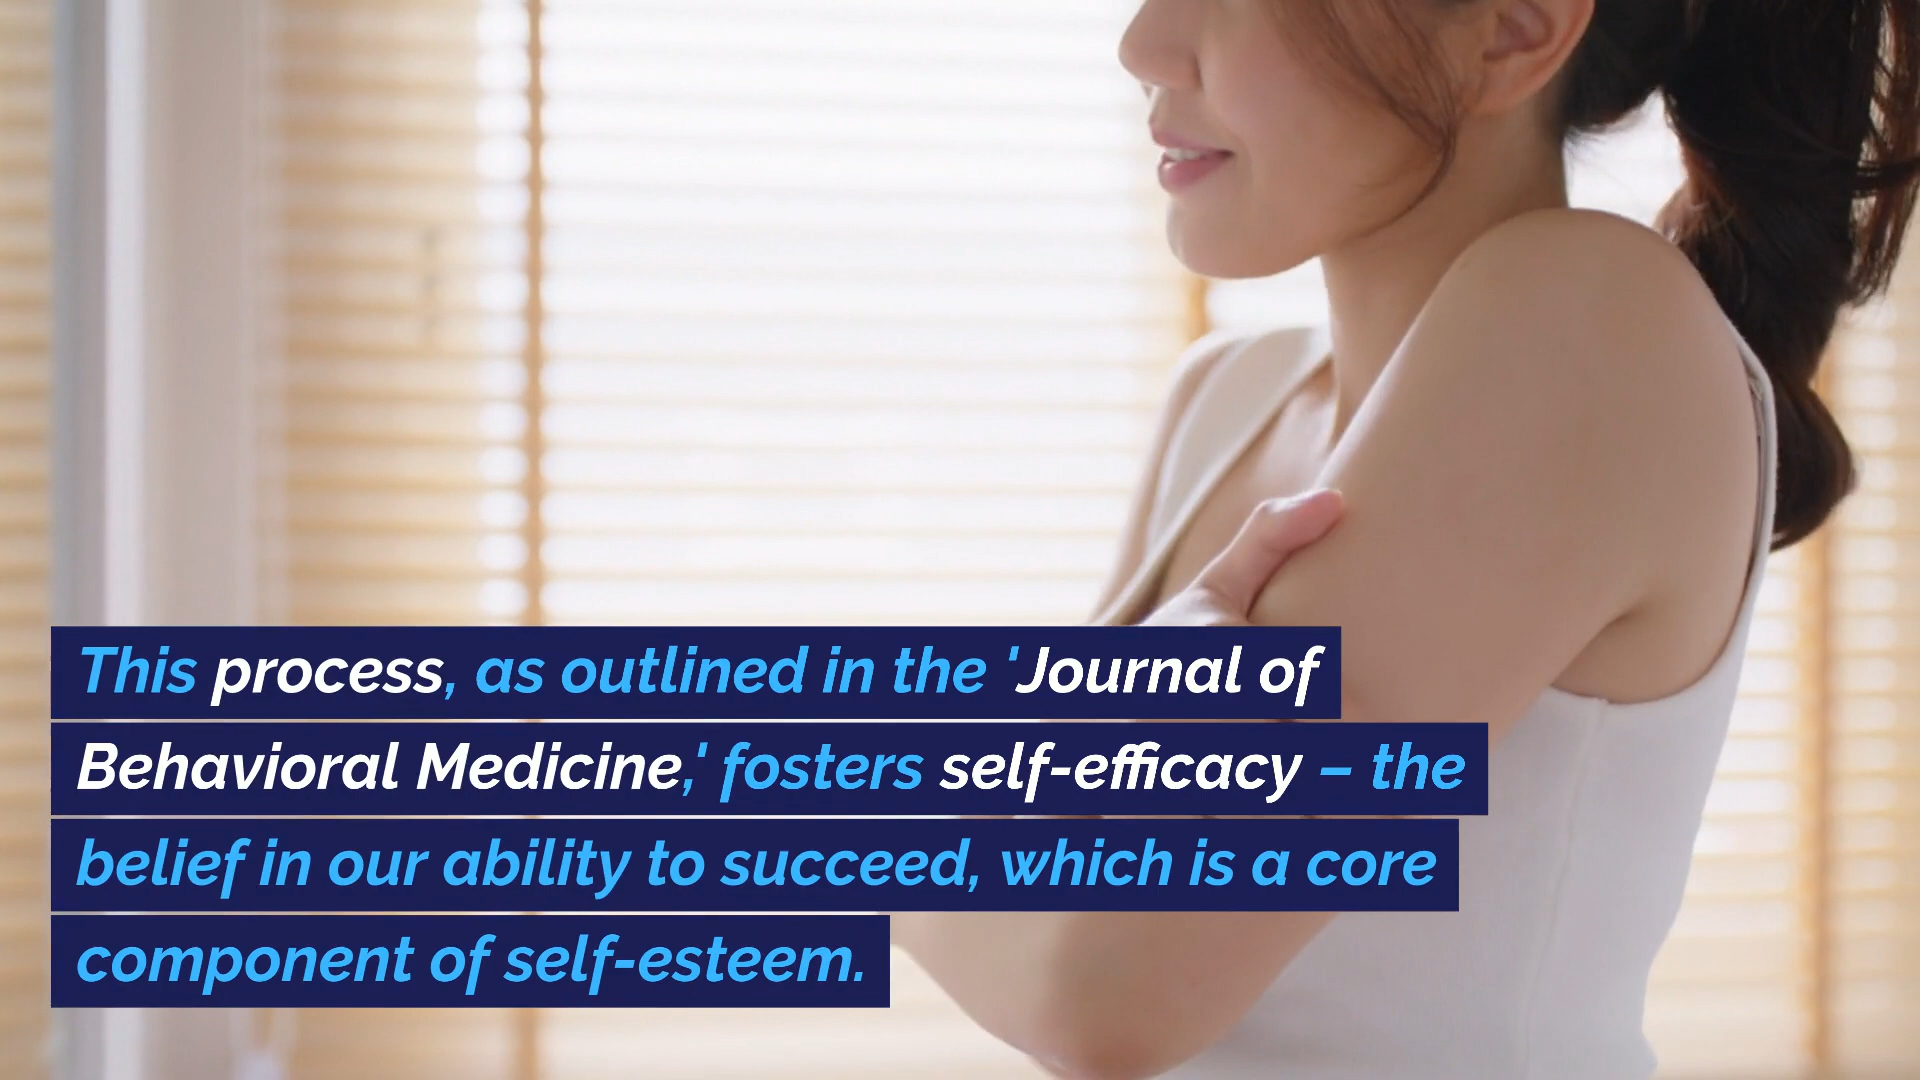 This process, as outlined in the 'Journal of
Behavioral Medicine,' fosters self-efficacy – the
belief in our ability to succeed, which is a core
component of self-esteem.